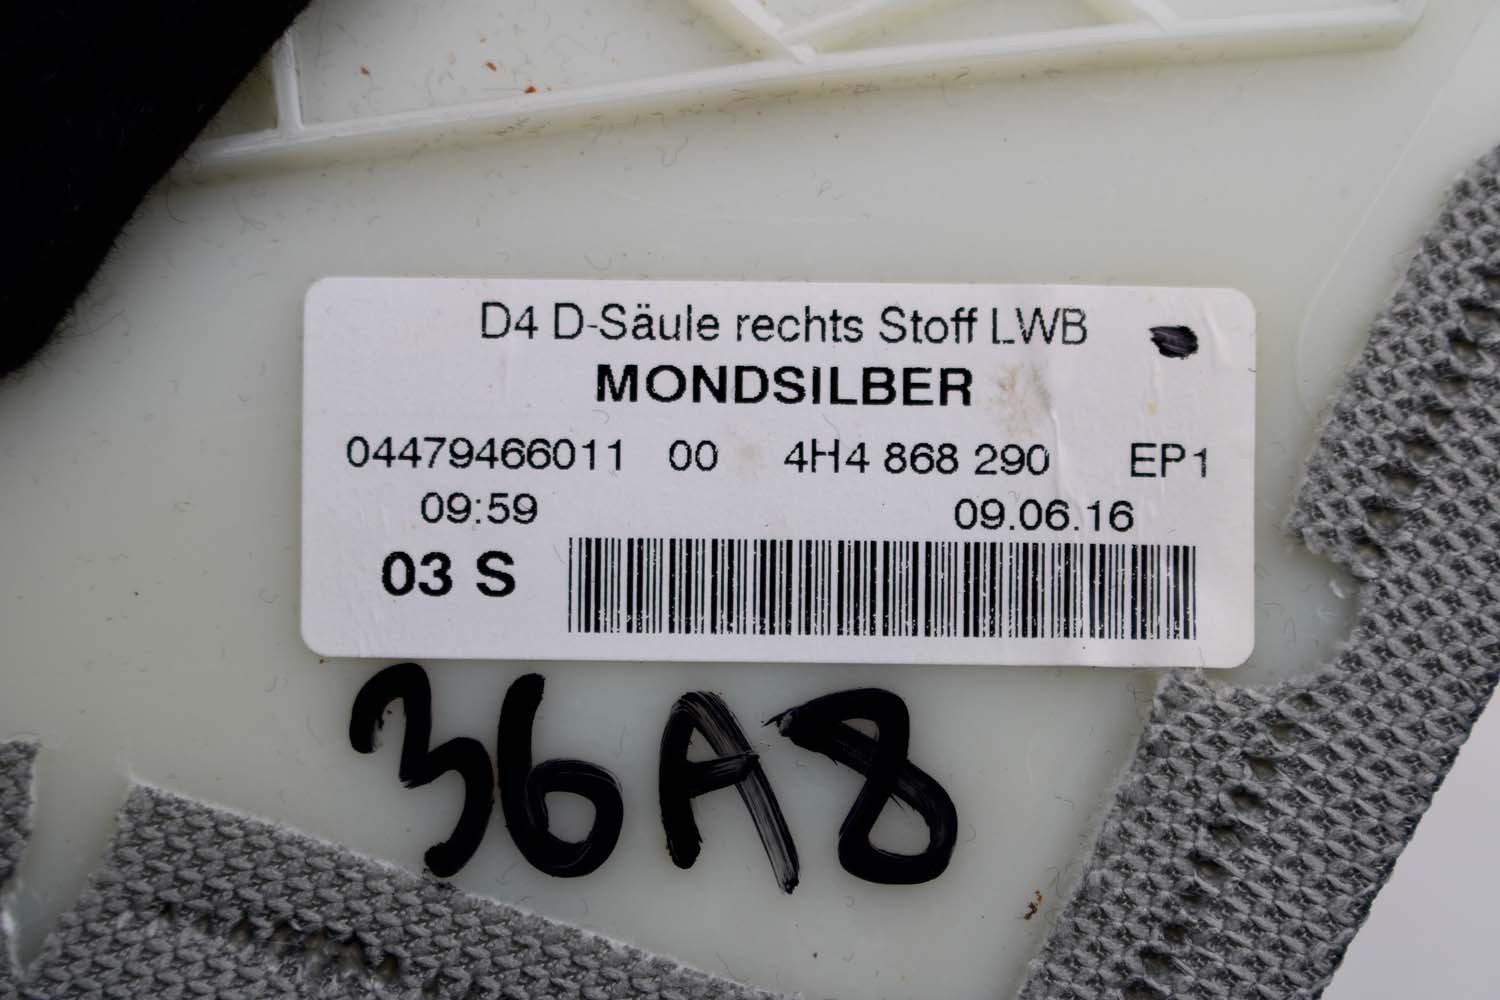 D4 D-Säule rechts Stoff LWB
MONDSILBER
04479466011 00 4H4 868 290 EP1
09:59 09.06.16
03 S
36A8